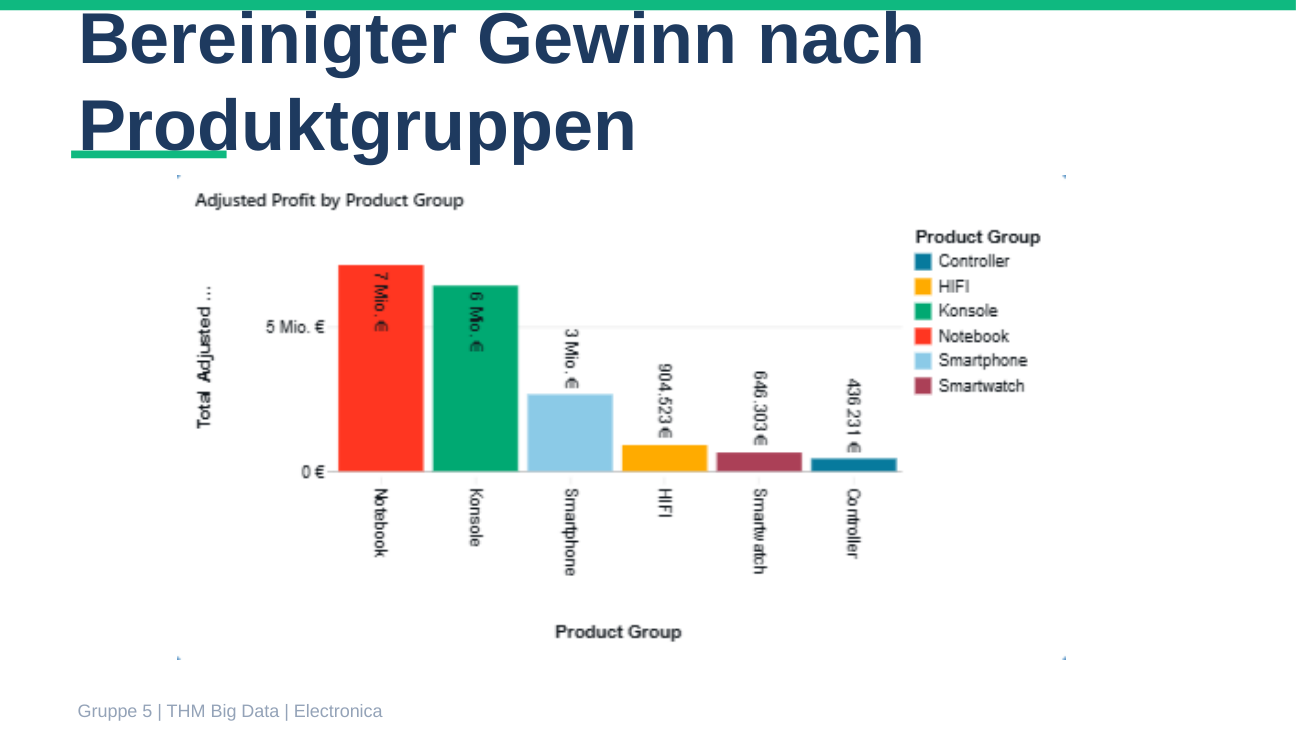 Bereinigter Gewinn nach
Produktgruppen
Adjusted Profit by Product Group
Total Adjusted ...
5 Mio. €
0 €
7 Mio. €
6 Mio. €
3 Mio. €
904.523 €
646.303 €
436.231 €
Notebook
Konsole
Smartphone
HIFI
Smartwatch
Controller
Product Group
Product Group
Controller
HIFI
Konsole
Notebook
Smartphone
Smartwatch
Gruppe 5 | THM Big Data | Electronica